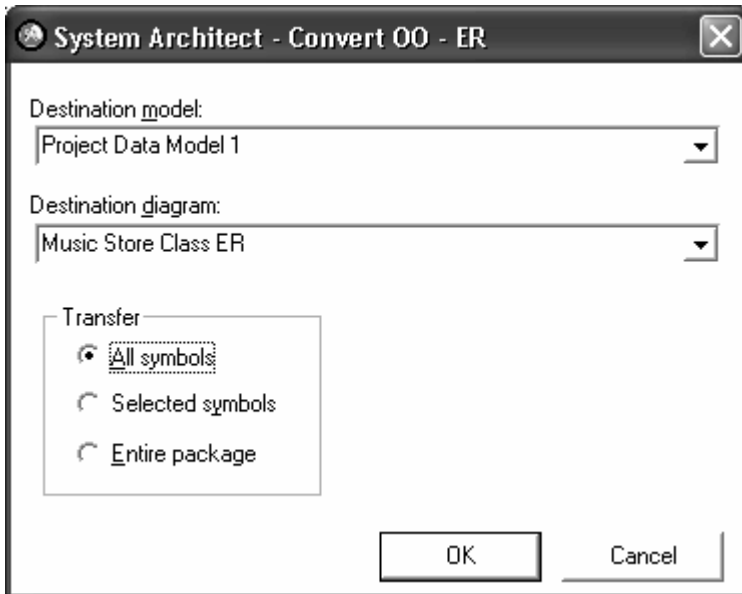 System Architect - Convert OO - ER
Destination model:
Project Data Model 1
Destination diagram:
Music Store Class ER
Transfer
All symbols
Selected symbols
Entire package
OK Cancel